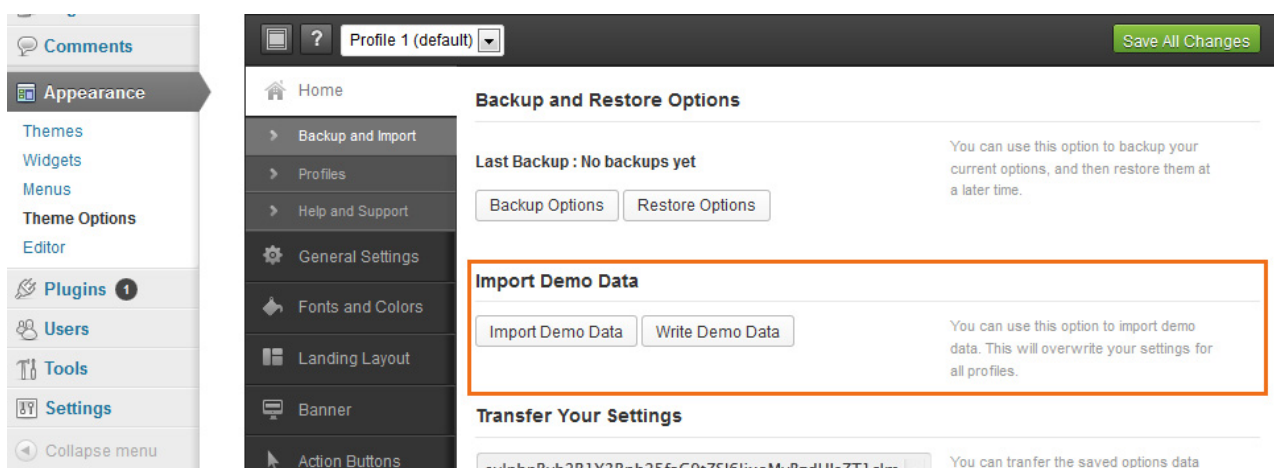 Comments
Appearance
Themes
Widgets
Menus
Theme Options
Editor
Plugins 1
Users
Tools
Settings
Collapse menu
? Profile 1 (default) Save All Changes
Home
Backup and Import
Profiles
Help and Support
General Settings
Fonts and Colors
Landing Layout
Banner
Action Buttons
Backup and Restore Options
Last Backup : No backups yet
Backup Options Restore Options
You can use this option to backup your
current options, and then restore them at
a later time.
Import Demo Data
Import Demo Data Write Demo Data
You can use this option to import demo
data. This will overwrite your settings for
all profiles.
Transfer Your Settings
You can tranfer the saved options data